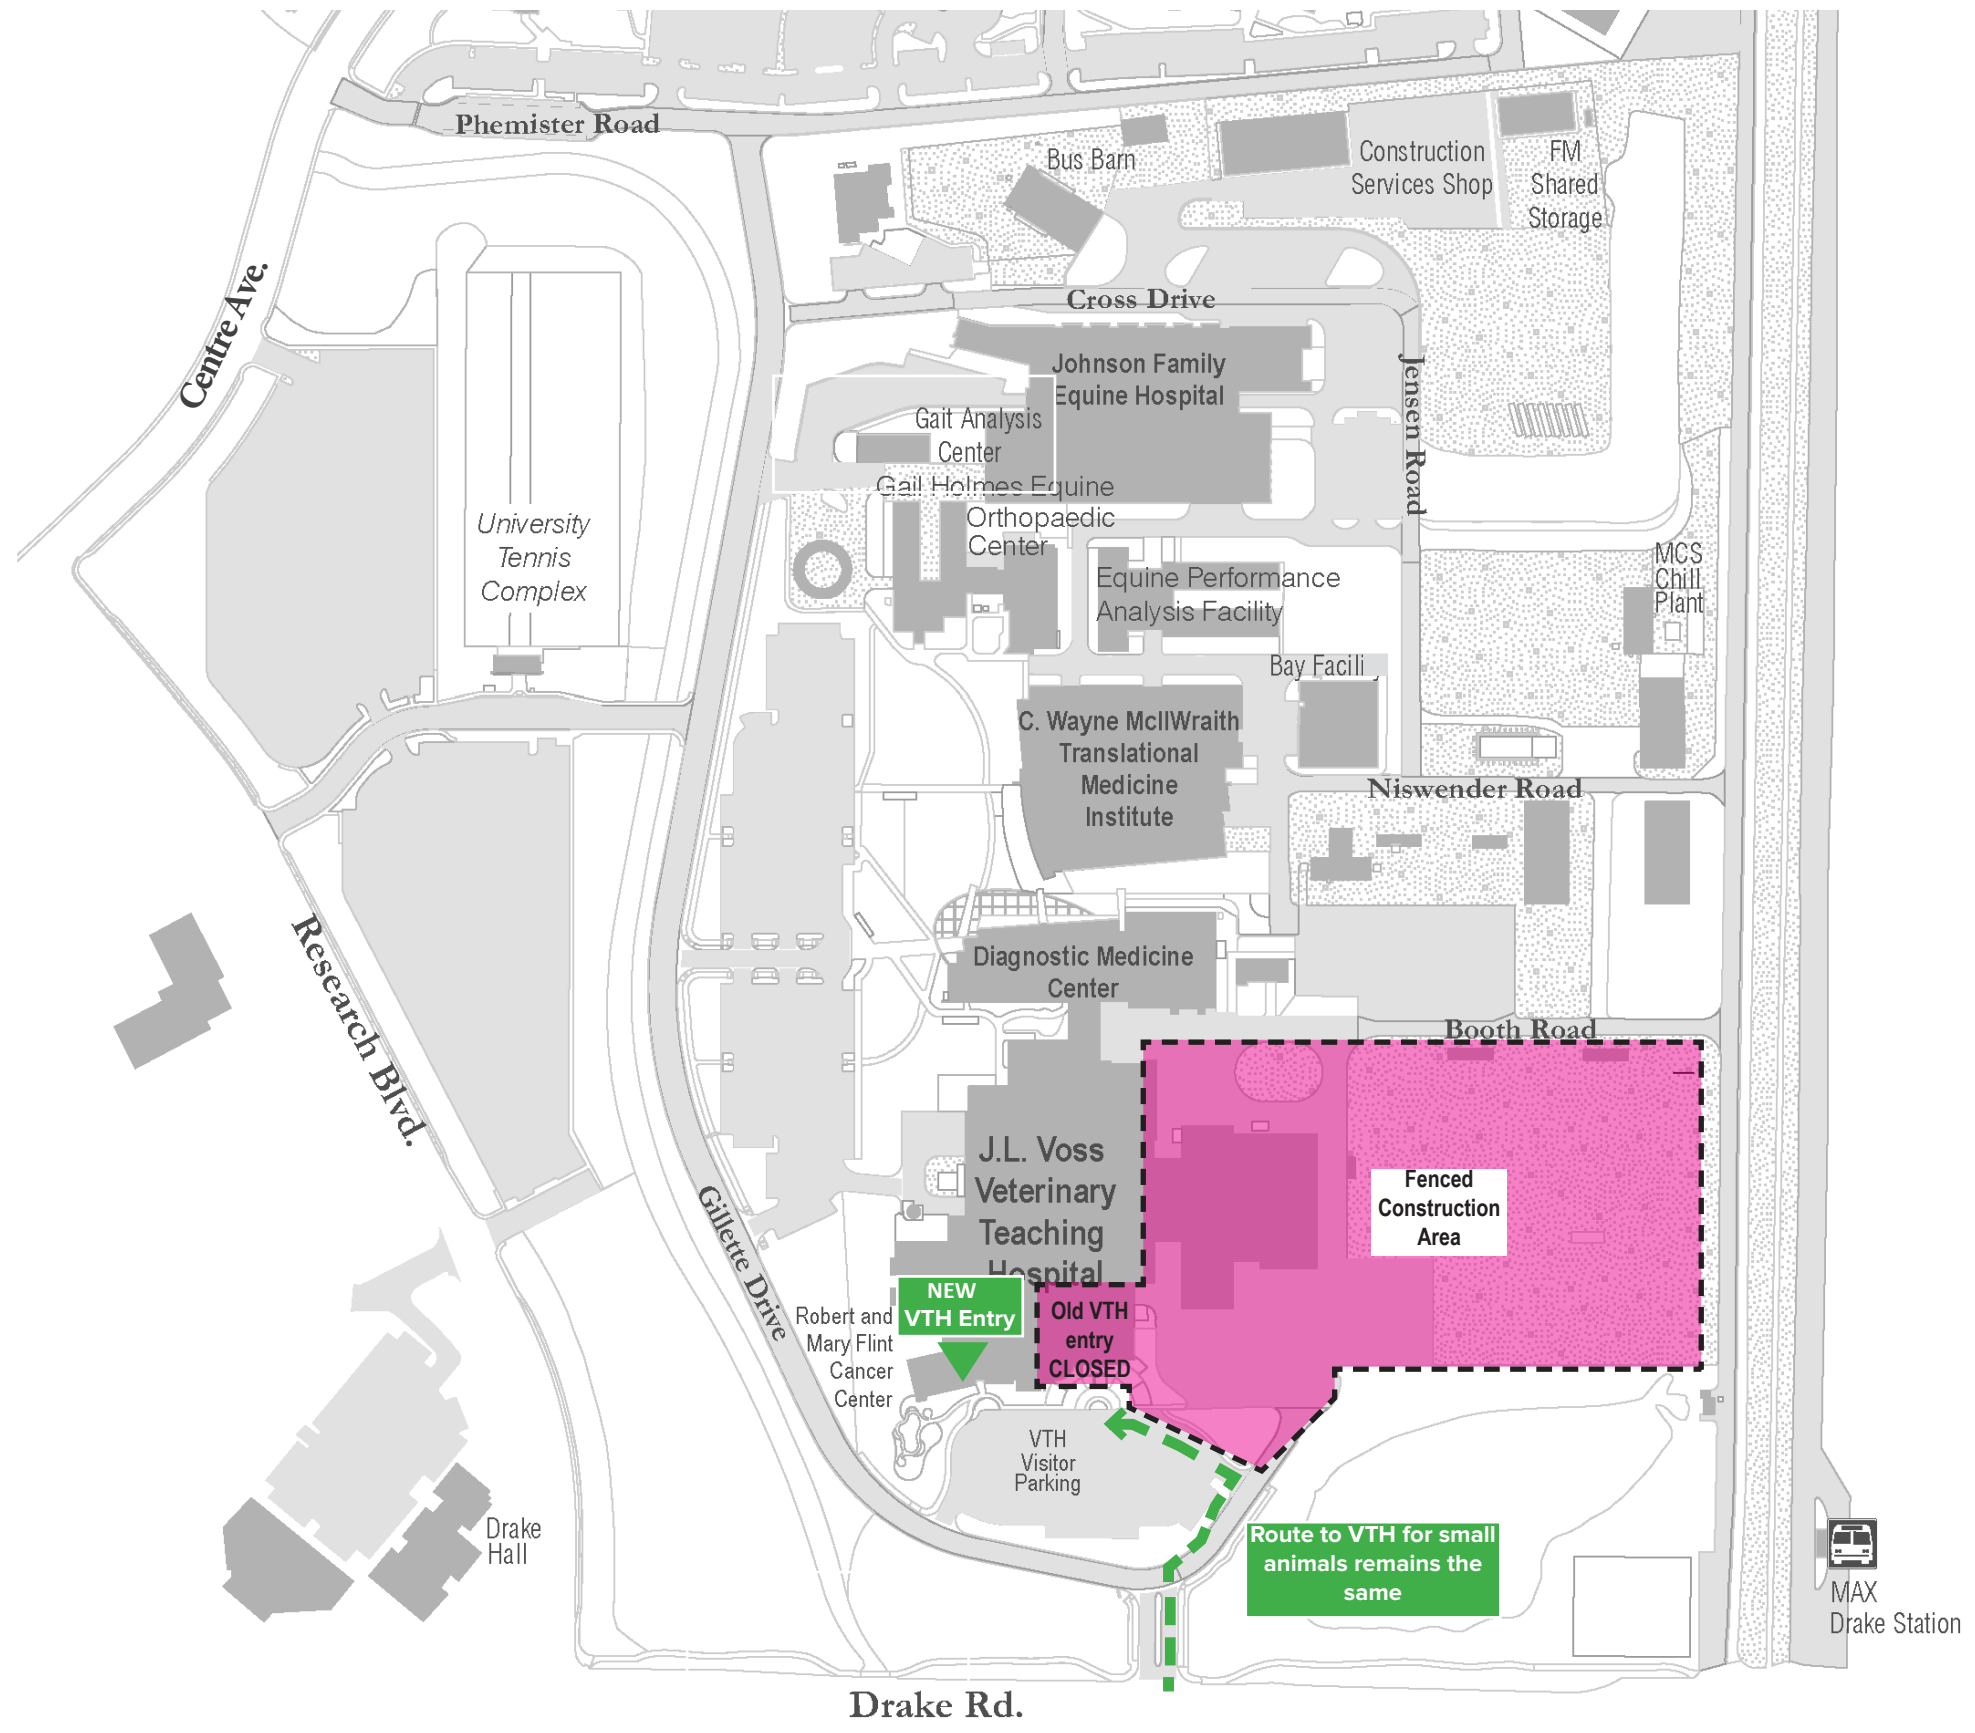 Phemister Road
Bus Barn
Construction
Services Shop
FM
Shared
Storage
Centre Ave.
Cross Drive
Johnson Family
Equine Hospital
Jensen Road
Gait Analysis
Center
Gail Holmes Equine
Orthopaedic
Center
University
Tennis
Complex
Equine Performance
Analysis Facility
MCS
Chill
Plant
Bay Facili
C. Wayne McIlWraith
Translational
Medicine
Institute
Niswender Road
Research Blvd.
Diagnostic Medicine
Center
Booth Road
J.L. Voss
Veterinary
Teaching
Hospital
Fenced
Construction
Area
Gillette Drive
NEW
VTH Entry
Old VTH
entry
CLOSED
Robert and
Mary Flint
Cancer
Center
VTH
Visitor
Parking
Drake
Hall
Route to VTH for small
animals remains the
same
MAX
Drake Station
Drake Rd.